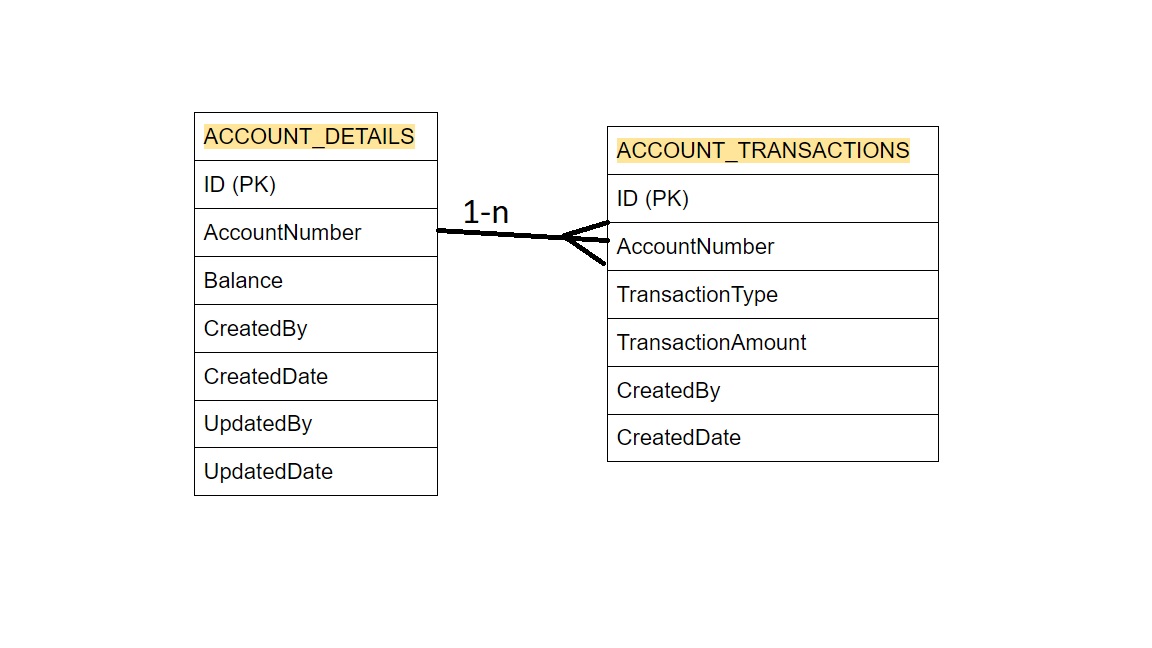 ACCOUNT_DETAILS
ID (PK)
AccountNumber
Balance
CreatedBy
CreatedDate
UpdatedBy
UpdatedDate
1-n
ACCOUNT_TRANSACTIONS
ID (PK)
AccountNumber
TransactionType
TransactionAmount
CreatedBy
CreatedDate